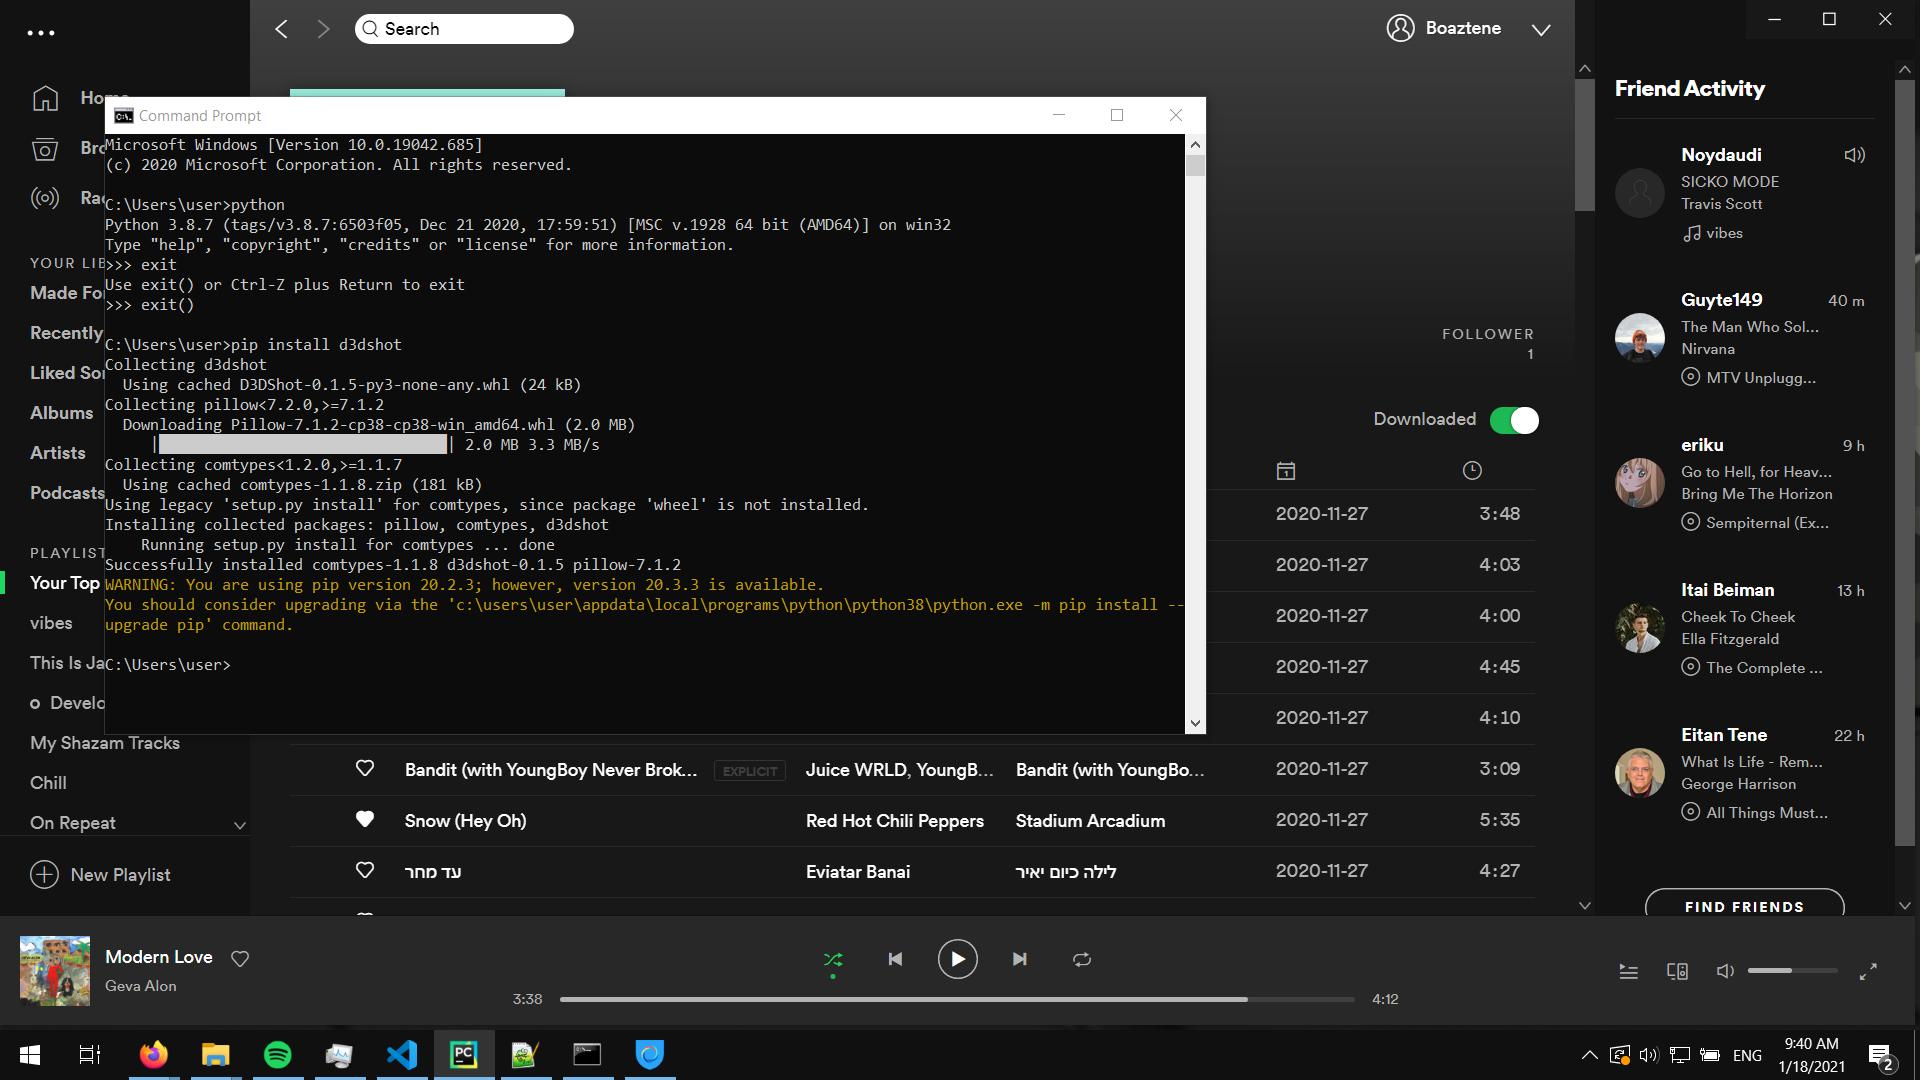 Search
Boaztene
Ho
Bro
Rad
YOUR LIB
Made Fo
Recently
Liked So
Albums
Artists
Podcasts
PLAYLIST
Your Top
vibes
This Is Ja
Develo
My Shazam Tracks
Chill
On Repeat
New Playlist
Command Prompt
Microsoft Windows [Version 10.0.19042.685]
(c) 2020 Microsoft Corporation. All rights reserved.
C:\Users\user>python
Python 3.8.7 (tags/v3.8.7:6503f05, Dec 21 2020, 17:59:51) [MSC v.1928 64 bit (AMD64)] on win32
Type "help", "copyright", "credits" or "license" for more information.
>>> exit
Use exit() or Ctrl-Z plus Return to exit
>>> exit()
C:\Users\user>pip install d3dshot
Collecting d3dshot
Using cached D3DShot-0.1.5-py3-none-any.whl (24 kB)
Collecting pillow<7.2.0,>=7.1.2
Downloading Pillow-7.1.2-cp38-cp38-win_amd64.whl (2.0 MB)
| | 2.0 MB 3.3 MB/s
Collecting comtypes<1.2.0,>=1.1.7
Using cached comtypes-1.1.8.zip (181 kB)
Using legacy 'setup.py install' for comtypes, since package 'wheel' is not installed.
Installing collected packages: pillow, comtypes, d3dshot
Running setup.py install for comtypes ... done
Successfully installed comtypes-1.1.8 d3dshot-0.1.5 pillow-7.1.2
WARNING: You are using pip version 20.2.3; however, version 20.3.3 is available.
You should consider upgrading via the 'c:\users\user\appdata\local\programs\python\python38\python.exe -m pip install --
upgrade pip' command.
C:\Users\user>
FOLLOWER
1
Downloaded
2020-11-27 3:48
2020-11-27 4:03
2020-11-27 4:00
2020-11-27 4:45
2020-11-27 4:10
Bandit (with YoungBoy Never Brok... EXPLICIT Juice WRLD, YoungB... Bandit (with YoungBo... 2020-11-27 3:09
Snow (Hey Oh) Red Hot Chili Peppers Stadium Arcadium 2020-11-27 5:35
עד מחר Eviatar Banai לילה כיום יאיר 2020-11-27 4:27
Friend Activity
Noydaudi
SICKO MODE
Travis Scott
vibes
Guyte149 40 m
The Man Who Sol...
Nirvana
MTV Unplugg...
eriku 9 h
Go to Hell, for Heav...
Bring Me The Horizon
Sempiternal (Ex...
Itai Beiman 13 h
Cheek To Cheek
Ella Fitzgerald
The Complete ...
Eitan Tene 22 h
What Is Life - Rem...
George Harrison
All Things Must...
FIND FRIENDS
Modern Love
Geva Alon
3:38 4:12
PC
ENG
9:40 AM
1/18/2021
2